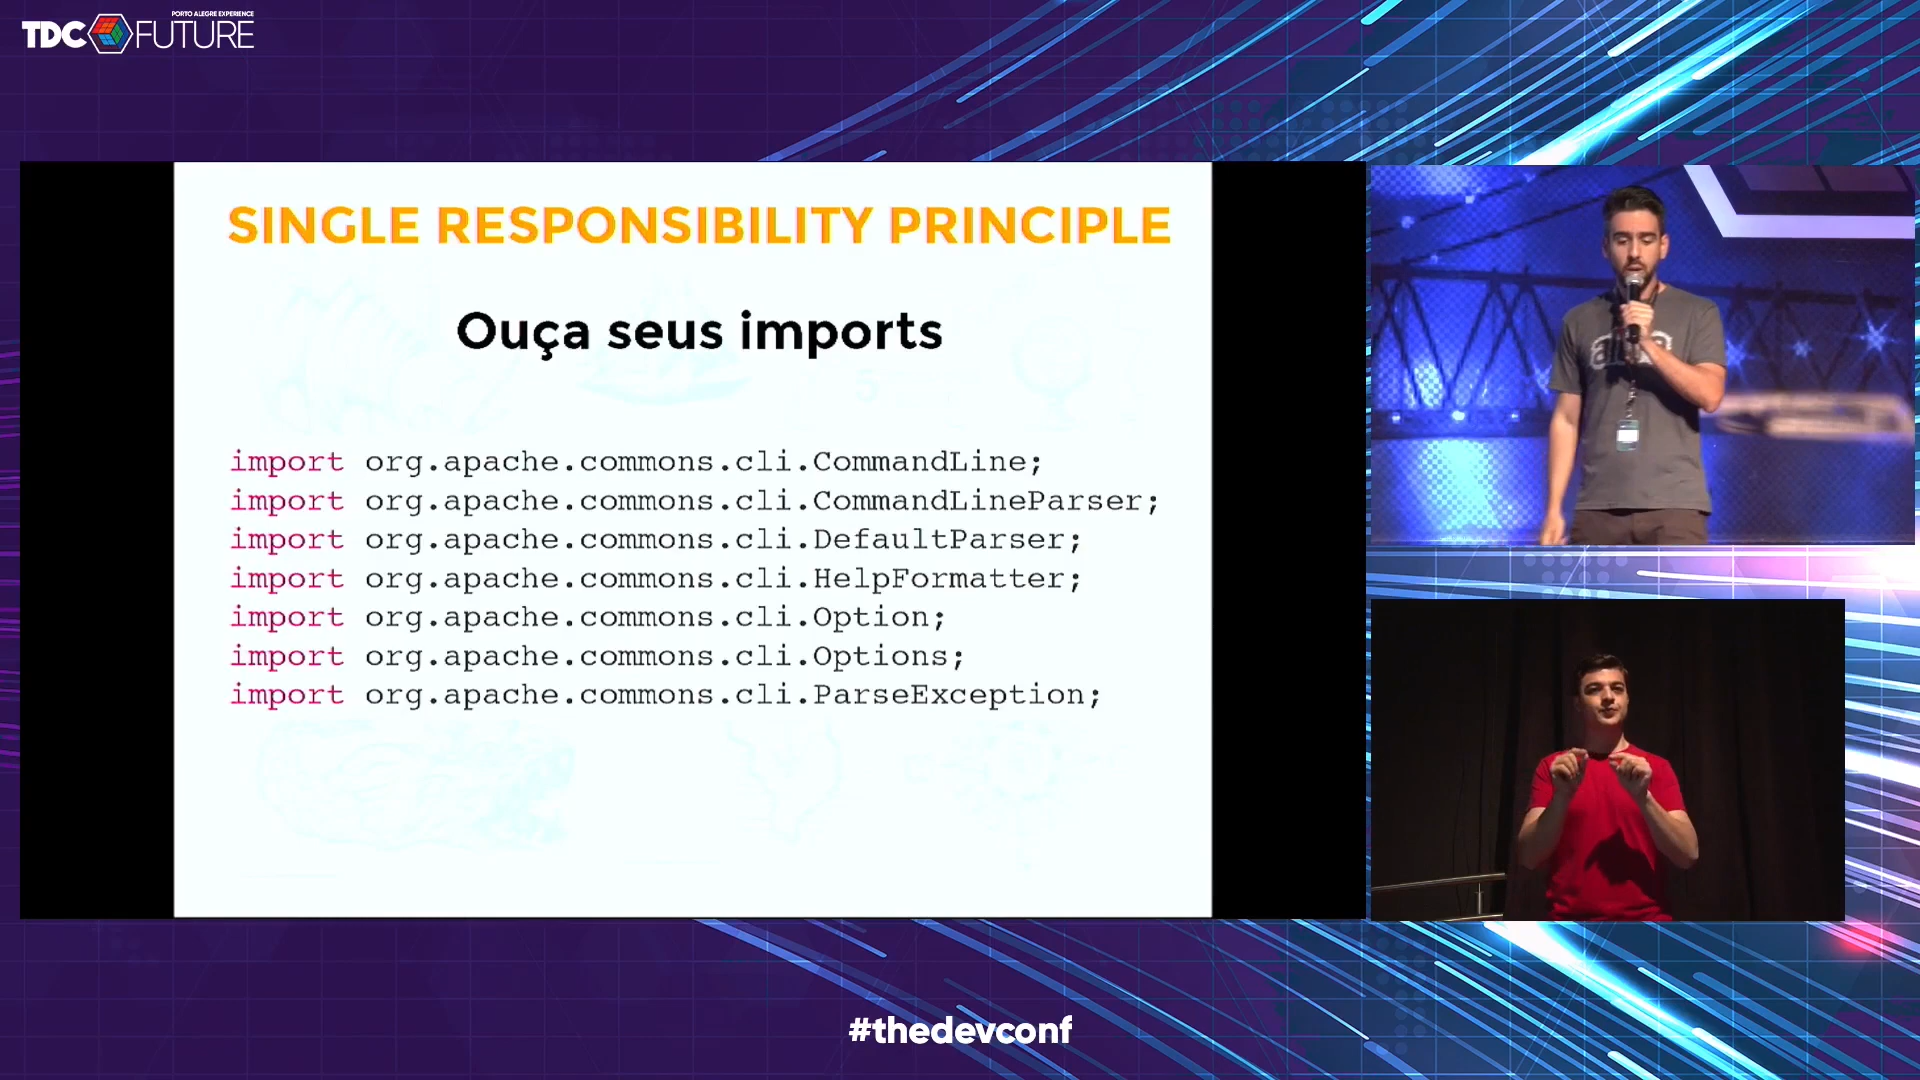 PORTO ALEGRE EXPERIENCE
TDC FUTURE
SINGLE RESPONSIBILITY PRINCIPLE
Ouça seus imports
import org.apache.commons.cli.CommandLine;
import org.apache.commons.cli.CommandLineParser;
import org.apache.commons.cli.DefaultParser;
import org.apache.commons.cli.HelpFormatter;
import org.apache.commons.cli.Option;
import org.apache.commons.cli.Options;
import org.apache.commons.cli.ParseException;
#thedevconf